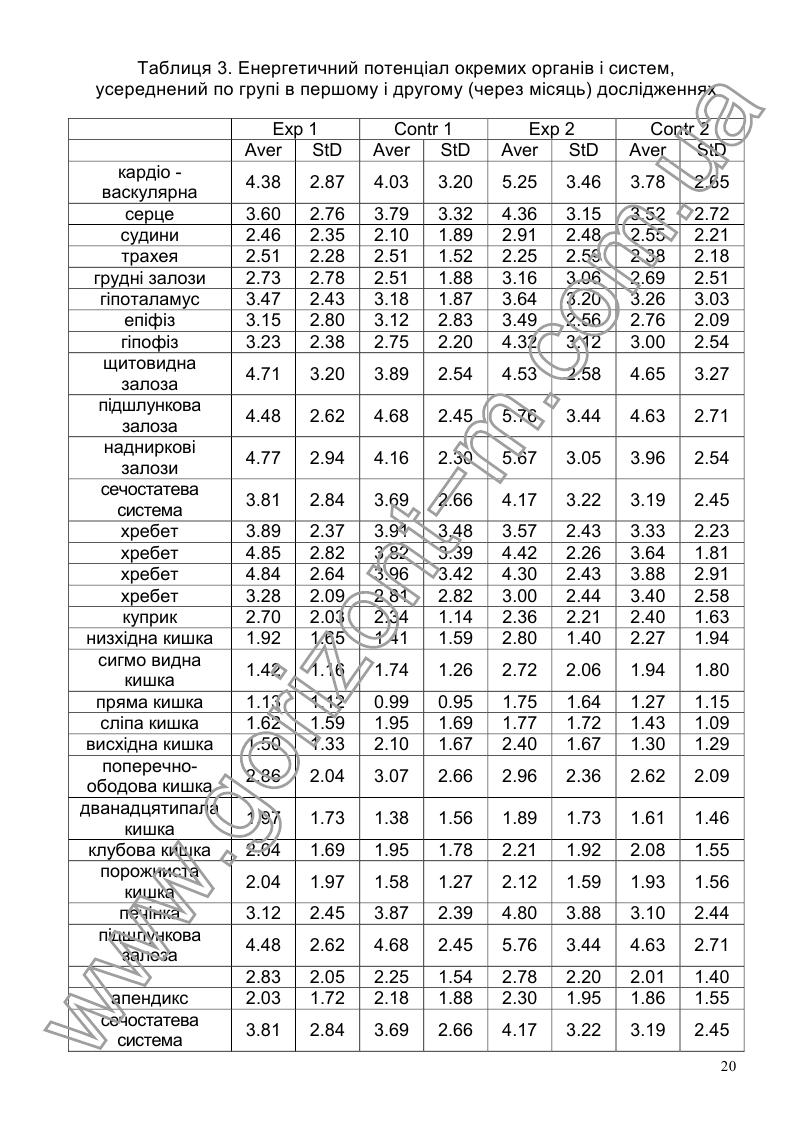 Таблиця 3. Енергетичний потенціал окремих органів і систем,
усереднений по групі в першому і другому (через місяць) дослідженнях
Exp 1 Contr 1 Exp 2 Contr 2
Aver StD Aver StD Aver StD Aver StD
кардіо -
васкулярна 4.38 2.87 4.03 3.20 5.25 3.46 3.78 2.65
серце 3.60 2.76 3.79 3.32 4.36 3.15 3.52 2.72
судини 2.46 2.35 2.10 1.89 2.91 2.48 2.55 2.21
трахея 2.51 2.28 2.51 1.52 2.25 2.59 2.38 2.18
грудні залози 2.73 2.78 2.51 1.88 3.16 3.06 2.69 2.51
гіпоталамус 3.47 2.43 3.18 1.87 3.64 3.20 3.26 3.03
епіфіз 3.15 2.80 3.12 2.83 3.49 2.56 2.76 2.09
гіпофіз 3.23 2.38 2.75 2.20 4.32 3.12 3.00 2.54
щитовидна
залоза 4.71 3.20 3.89 2.54 4.53 2.58 4.65 3.27
підшлункова
залоза 4.48 2.62 4.68 2.45 5.76 3.44 4.63 2.71
надниркові
залози 4.77 2.94 4.16 2.30 5.67 3.05 3.96 2.54
сечостатева
система 3.81 2.84 3.69 2.66 4.17 3.22 3.19 2.45
хребет 3.89 2.37 3.91 3.48 3.57 2.43 3.33 2.23
хребет 4.85 2.82 3.82 3.39 4.42 2.26 3.64 1.81
хребет 4.84 2.64 3.96 3.42 4.30 2.43 3.88 2.91
хребет 3.28 2.09 2.81 2.82 3.00 2.44 3.40 2.58
куприк 2.70 2.03 2.34 1.14 2.36 2.21 2.40 1.63
низхідна кишка 1.92 1.65 1.41 1.59 2.80 1.40 2.27 1.94
сигмо видна
кишка 1.42 1.16 1.74 1.26 2.72 2.06 1.94 1.80
пряма кишка 1.13 1.12 0.99 0.95 1.75 1.64 1.27 1.15
сліпа кишка 1.62 1.59 1.95 1.69 1.77 1.72 1.43 1.09
висхідна кишка 1.50 1.33 2.10 1.67 2.40 1.67 1.30 1.29
поперечно-
ободова кишка 2.86 2.04 3.07 2.66 2.96 2.36 2.62 2.09
дванадцятипала
кишка 1.97 1.73 1.38 1.56 1.89 1.73 1.61 1.46
клубова кишка 2.04 1.69 1.95 1.78 2.21 1.92 2.08 1.55
порожниста
кишка 2.04 1.97 1.58 1.27 2.12 1.59 1.93 1.56
печінка 3.12 2.45 3.87 2.39 4.80 3.88 3.10 2.44
підшлункова
залоза 4.48 2.62 4.68 2.45 5.76 3.44 4.63 2.71
2.83 2.05 2.25 1.54 2.78 2.20 2.01 1.40
апендикс 2.03 1.72 2.18 1.88 2.30 1.95 1.86 1.55
сечостатева
система 3.81 2.84 3.69 2.66 4.17 3.22 3.19 2.45
www.gorizont-m.com.ua
20